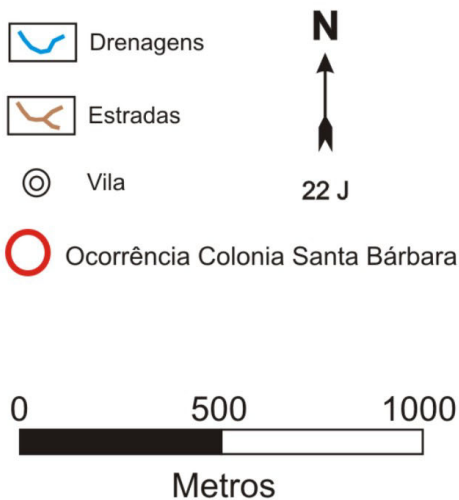 N
Drenagens
Estradas
Vila
22 J
Ocorrência Colonia Santa Bárbara
0 500 1000
Metros